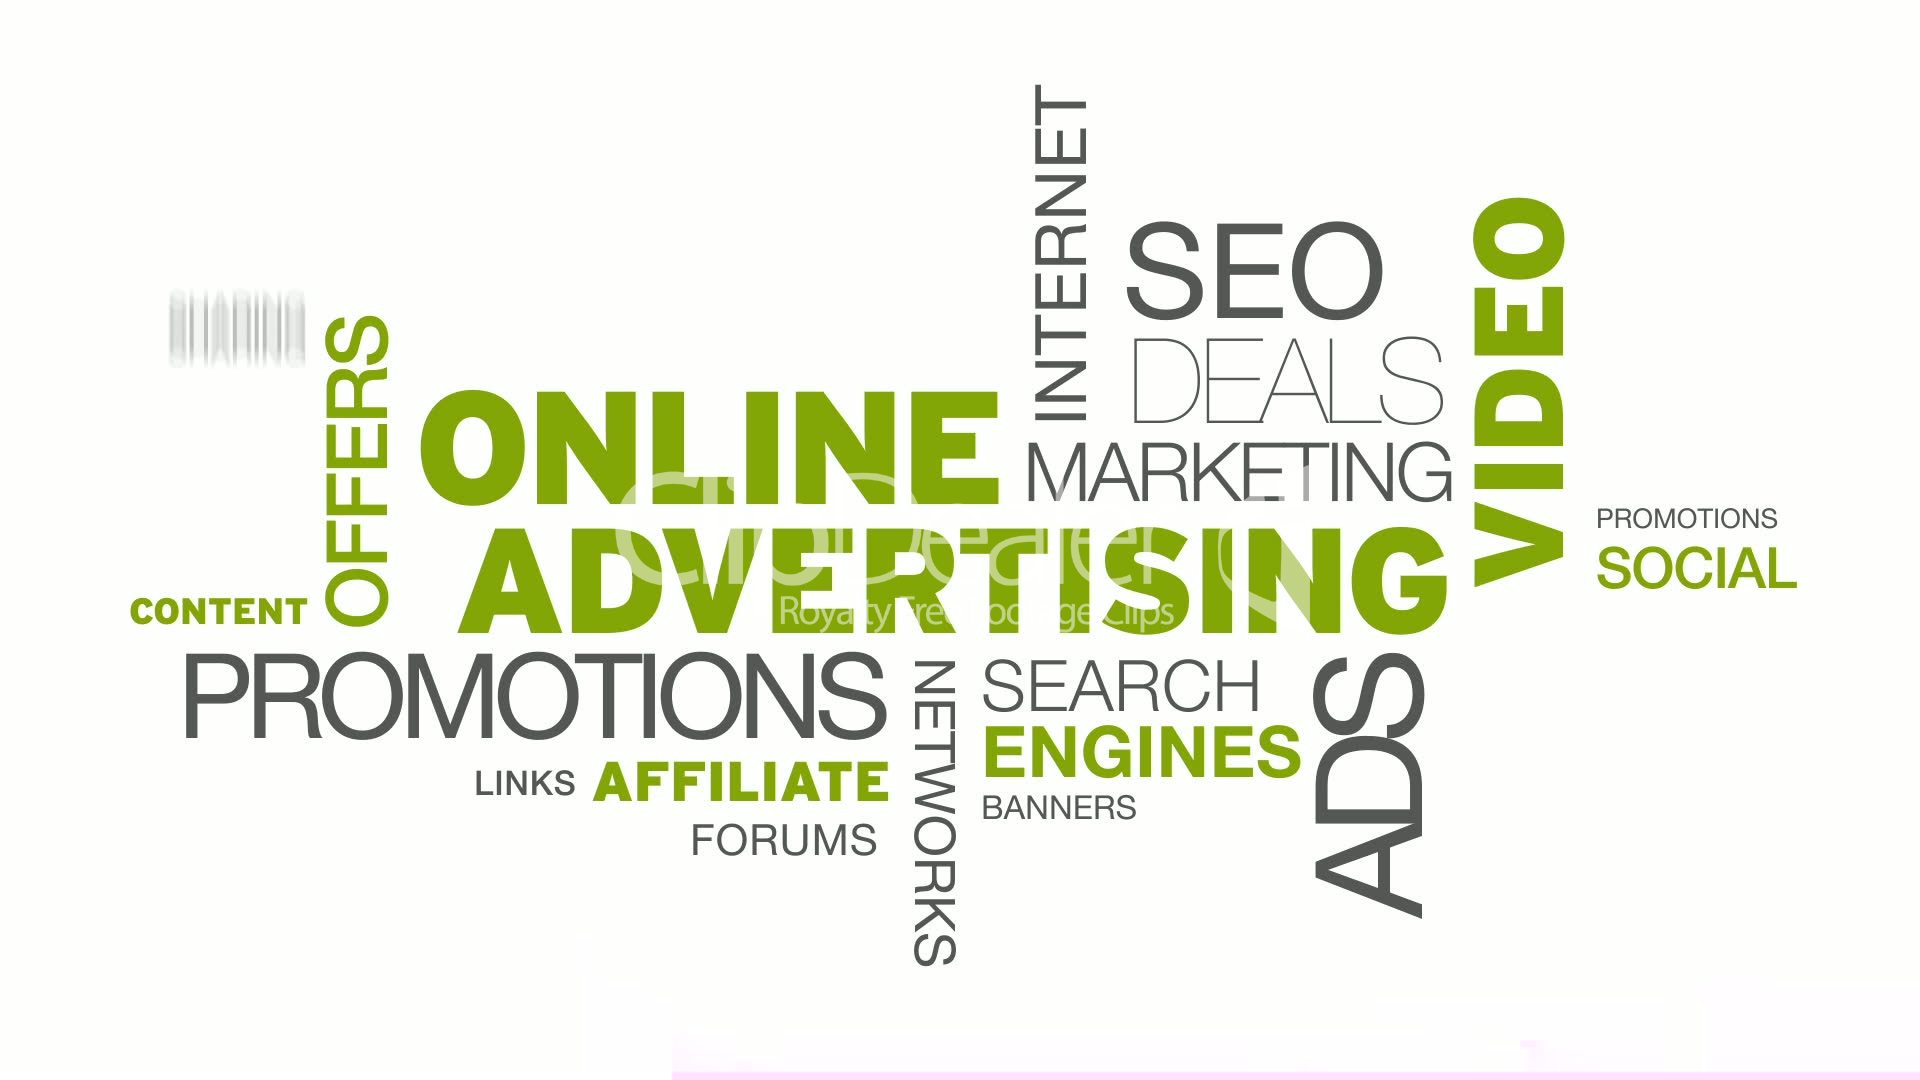 INTERNET
SEO
DEALS
MARKETING
VIDEO
SHARING
OFFERS
ONLINE
ADVERTISING
PROMOTIONS
SOCIAL
CONTENT
PROMOTIONS
NETWORKS
SEARCH
ENGINES
BANNERS
ADS
LINKS AFFILIATE
FORUMS
ClipDealer
Royalty Free Footage Clips